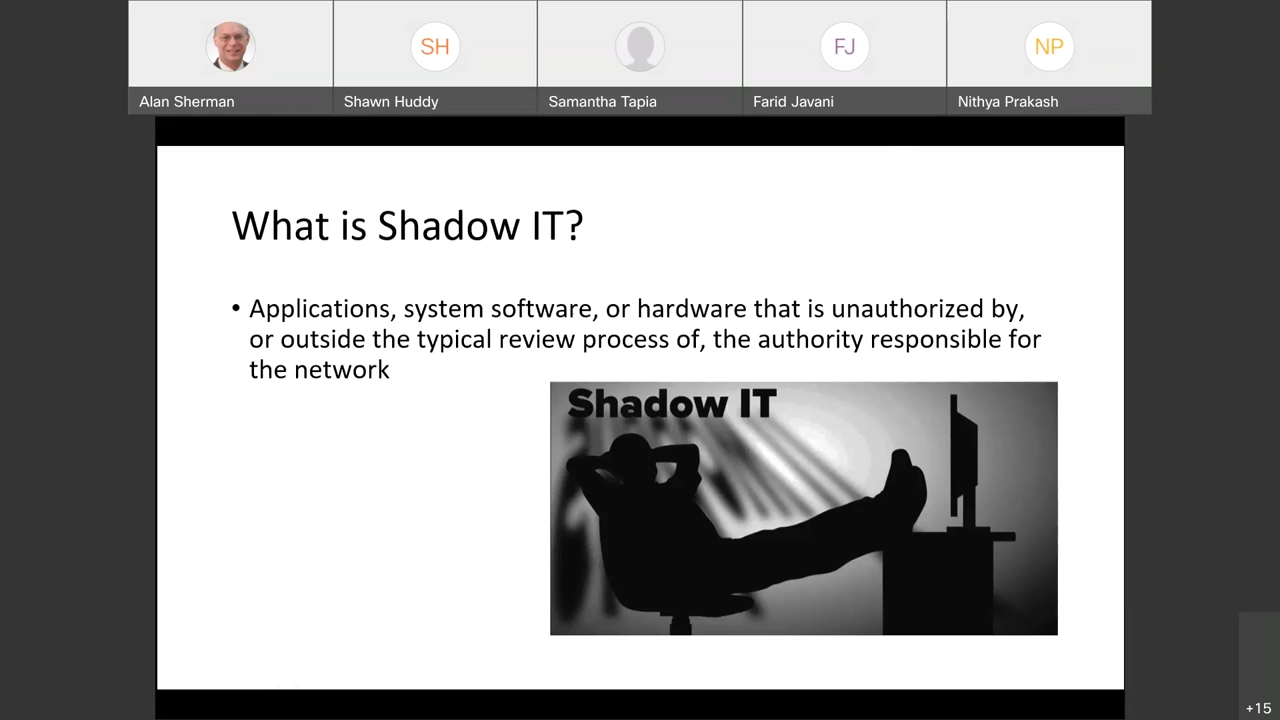 SH
FJ
NP
Alan Sherman
Shawn Huddy
Samantha Tapia
Farid Javani
Nithya Prakash
What is Shadow IT?
• Applications, system software, or hardware that is unauthorized by,
or outside the typical review process of, the authority responsible for
the network
Shadow IT
+15